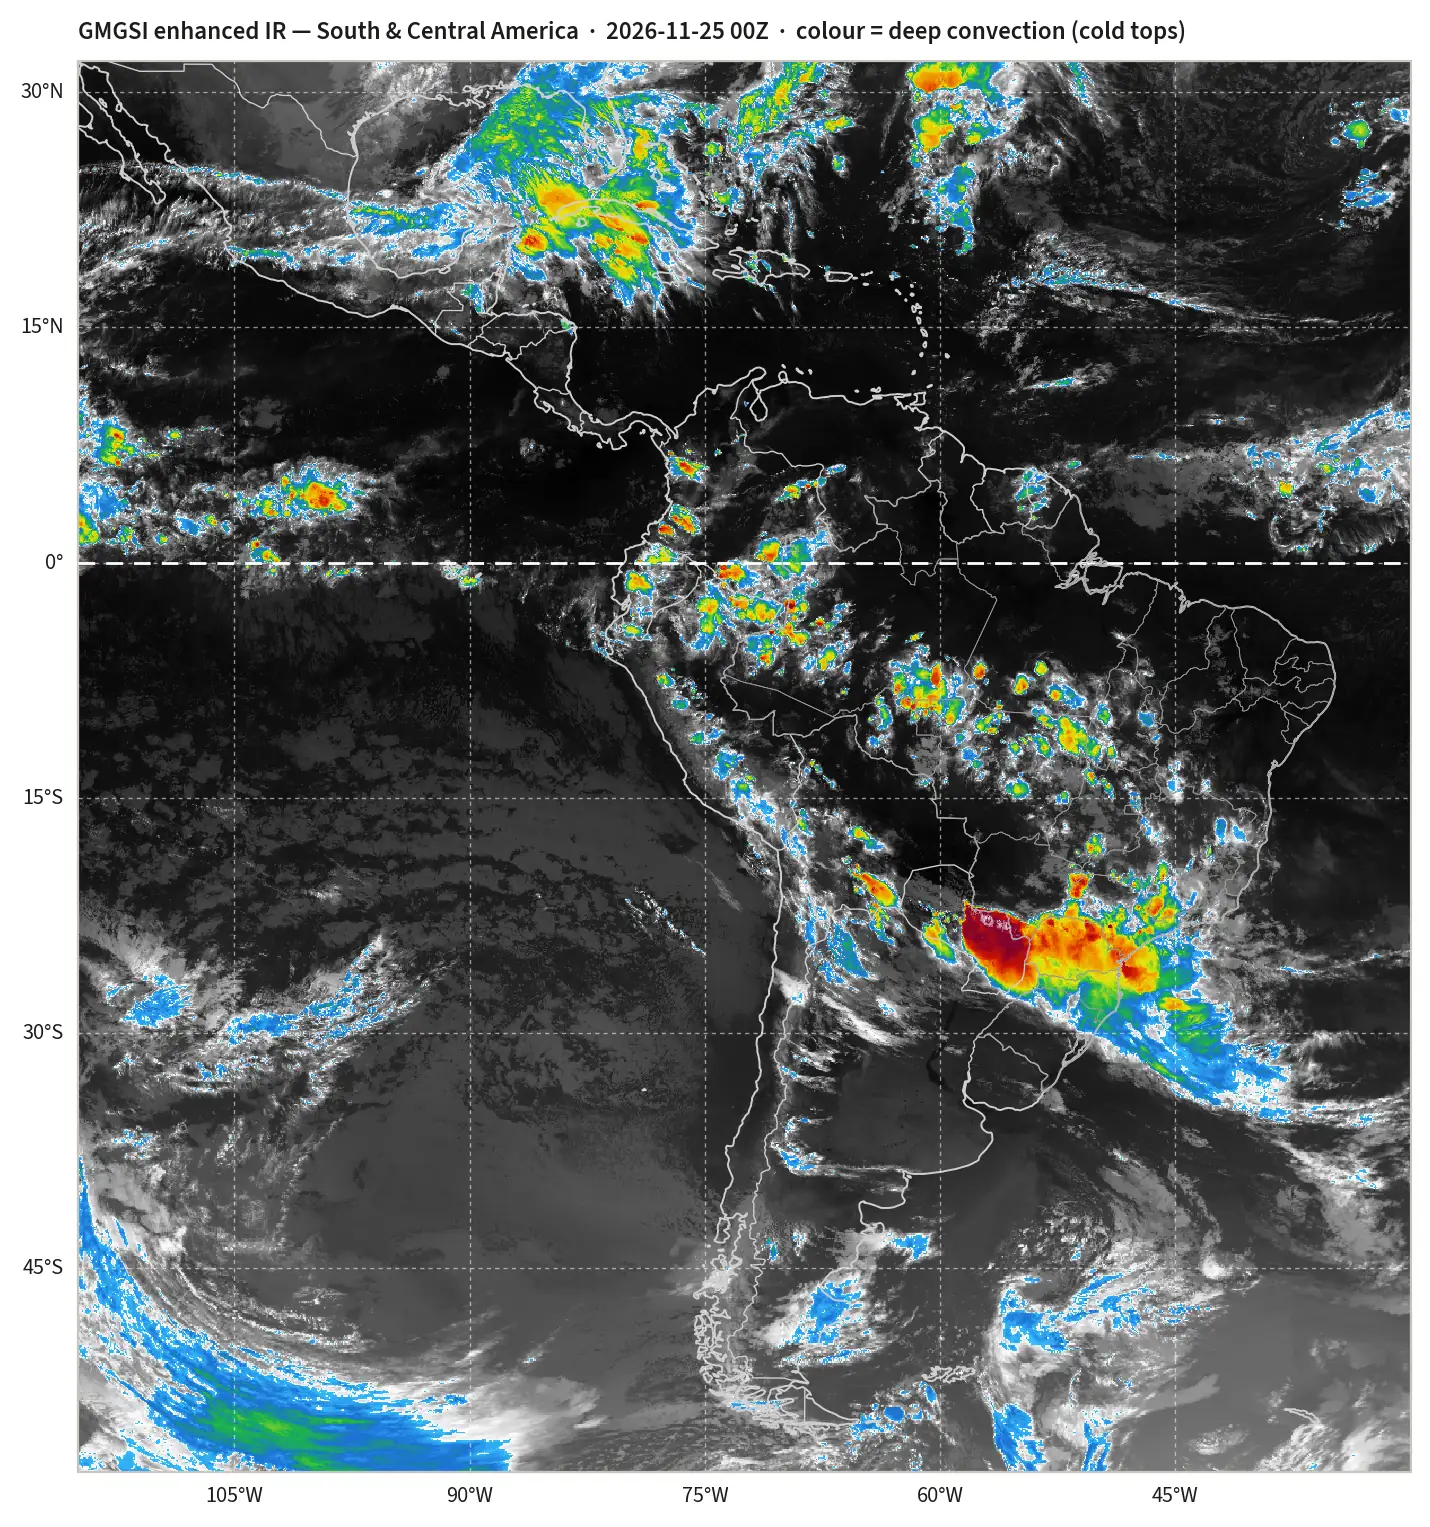 GMGSI enhanced IR — South & Central America · 2026-11-25 00Z · colour = deep convection (cold tops)
30°N
15°N
0°
15°S
30°S
45°S
105°W 90°W 75°W 60°W 45°W